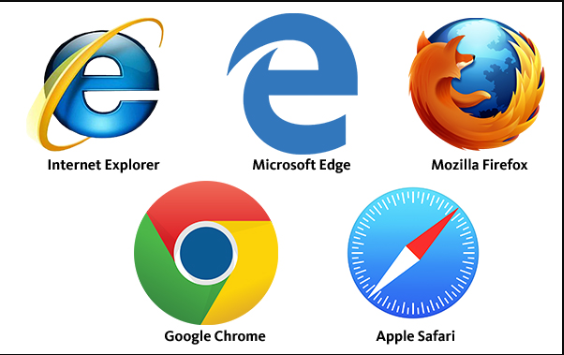 Internet Explorer
Microsoft Edge
Mozilla Firefox
Google Chrome
Apple Safari